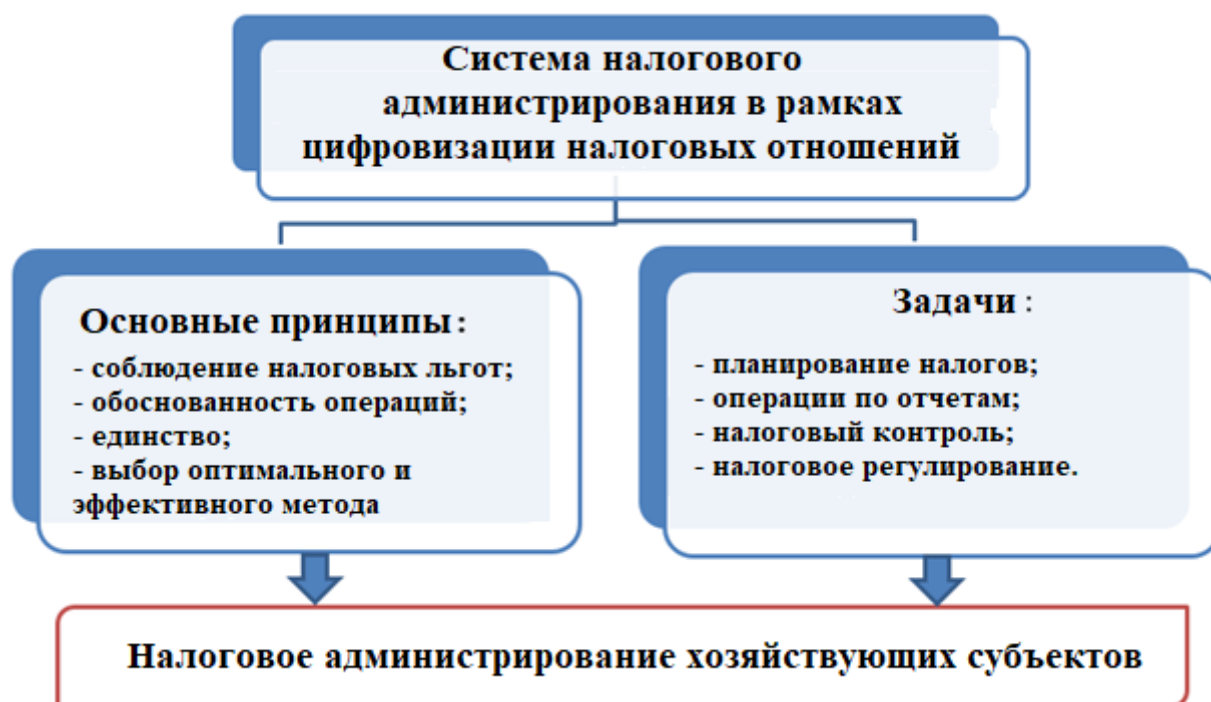 Система налогового
администрирования в рамках
цифровизации налоговых отношений
Основные принципы:
- соблюдение налоговых льгот;
- обоснованность операций;
- единство;
- выбор оптимального и
эффективного метода
Задачи :
- планирование налогов;
- операции по отчетам;
- налоговый контроль;
- налоговое регулирование.
Налоговое администрирование хозяйствующих субъектов